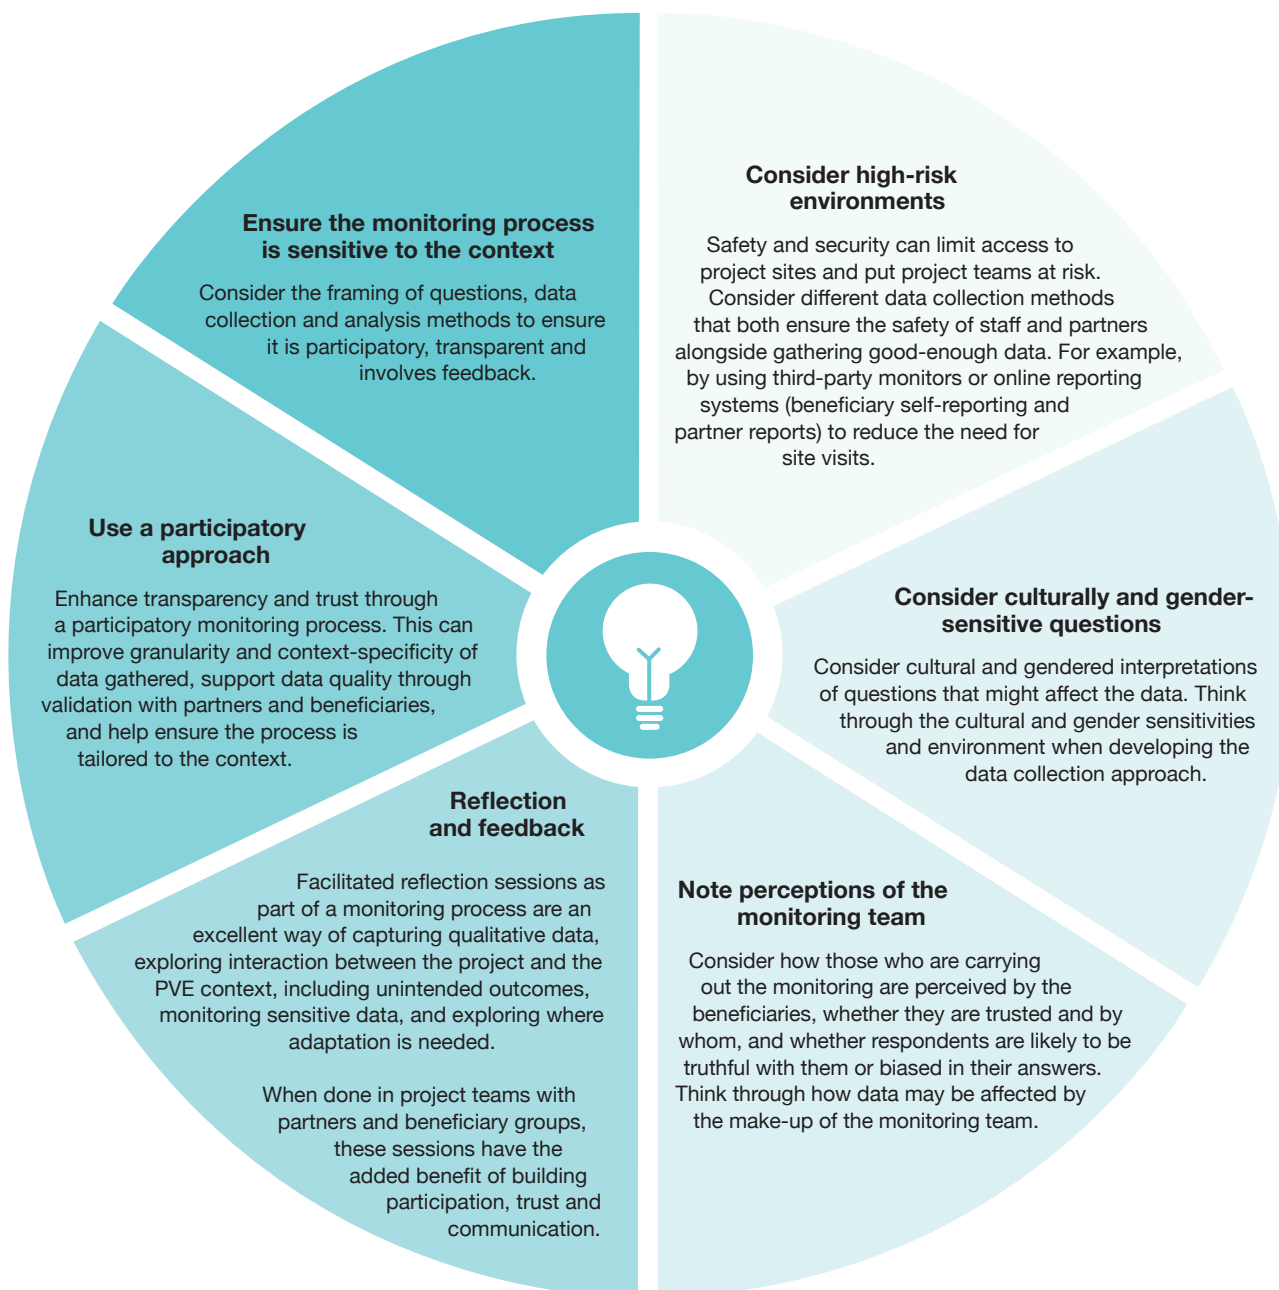 Consider high-risk
environments
Safety and security can limit access to
project sites and put project teams at risk.
Consider different data collection methods
that both ensure the safety of staff and partners
alongside gathering good-enough data. For example,
by using third-party monitors or online reporting
systems (beneficiary self-reporting and
partner reports) to reduce the need for
site visits.
Consider culturally and gender-
sensitive questions
Consider cultural and gendered interpretations
of questions that might affect the data. Think
through the cultural and gender sensitivities
and environment when developing the
data collection approach.
Note perceptions of the
monitoring team
Consider how those who are carrying
out the monitoring are perceived by the
beneficiaries, whether they are trusted and by
whom, and whether respondents are likely to be
truthful with them or biased in their answers.
Think through how data may be affected by
the make-up of the monitoring team.
Reflection
and feedback
Facilitated reflection sessions as
part of a monitoring process are an
excellent way of capturing qualitative data,
exploring interaction between the project and the
PVE context, including unintended outcomes,
monitoring sensitive data, and exploring where
adaptation is needed.
When done in project teams with
partners and beneficiary groups,
these sessions have the
added benefit of building
participation, trust and
communication.
Use a participatory
approach
Enhance transparency and trust through
a participatory monitoring process. This can
improve granularity and context-specificity of
data gathered, support data quality through
validation with partners and beneficiaries,
and help ensure the process is
tailored to the context.
Ensure the monitoring process
is sensitive to the context
Consider the framing of questions, data
collection and analysis methods to ensure
it is participatory, transparent and
involves feedback.